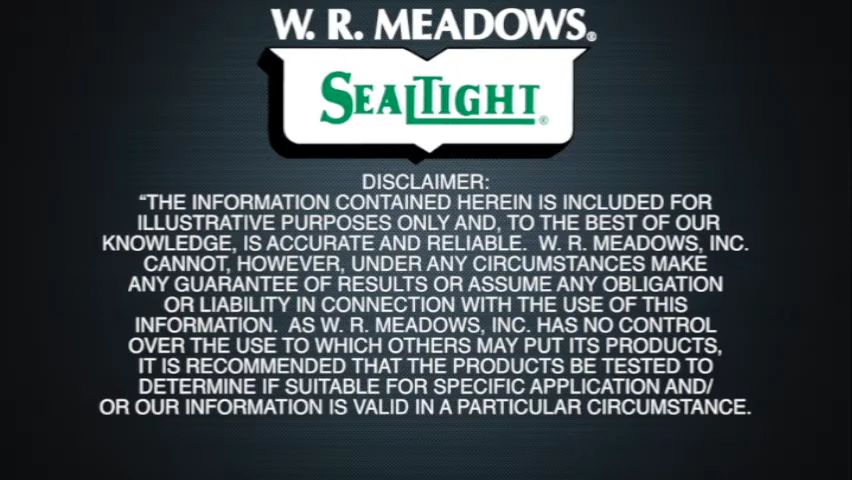 W. R. MEADOWS®
SEALTIGHT®
DISCLAIMER:
“THE INFORMATION CONTAINED HEREIN IS INCLUDED FOR
ILLUSTRATIVE PURPOSES ONLY AND, TO THE BEST OF OUR
KNOWLEDGE, IS ACCURATE AND RELIABLE. W. R. MEADOWS, INC.
CANNOT, HOWEVER, UNDER ANY CIRCUMSTANCES MAKE
ANY GUARANTEE OF RESULTS OR ASSUME ANY OBLIGATION
OR LIABILITY IN CONNECTION WITH THE USE OF THIS
INFORMATION. AS W. R. MEADOWS, INC. HAS NO CONTROL
OVER THE USE TO WHICH OTHERS MAY PUT ITS PRODUCTS,
IT IS RECOMMENDED THAT THE PRODUCTS BE TESTED TO
DETERMINE IF SUITABLE FOR SPECIFIC APPLICATION AND/
OR OUR INFORMATION IS VALID IN A PARTICULAR CIRCUMSTANCE.